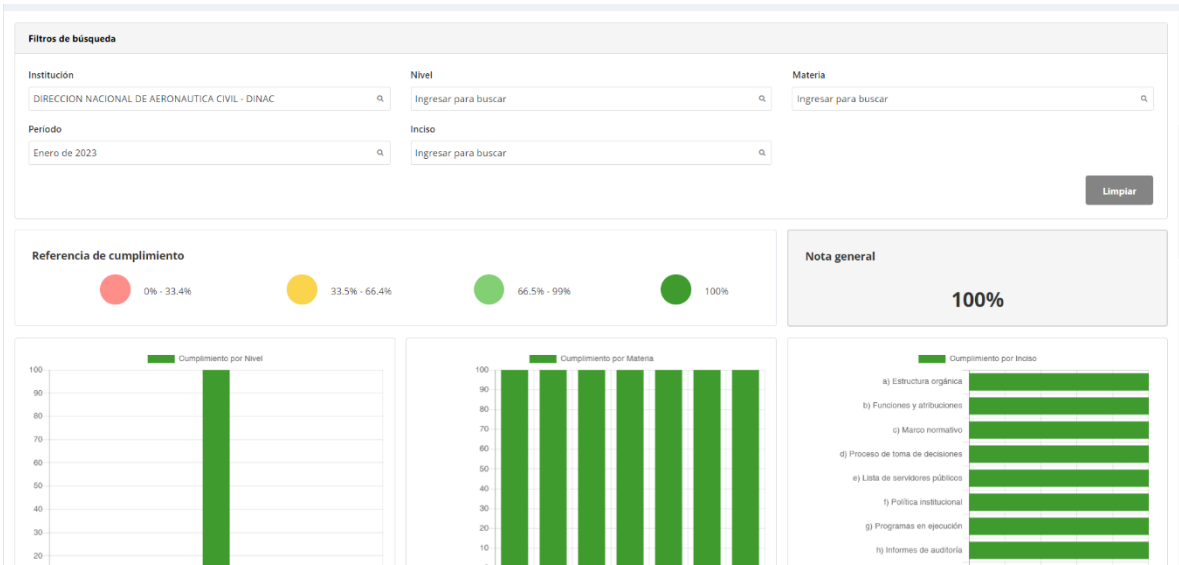 Filtros de búsqueda
Institución Nivel Materia
DIRECCION NACIONAL DE AERONAUTICA CIVIL - DINAC Ingresar para buscar Ingresar para buscar
Periodo Inciso
Enero de 2023 Ingresar para buscar
Limpiar
Referencia de cumplimiento
0% - 33.4% 33.5% - 66.4% 66.5% - 99% 100%
Nota general
100%
Cumplimiento por Nivel
100
90
80
70
60
50
40
30
20
Cumplimiento por Materia
100
90
80
70
60
50
40
30
20
10
Cumplimiento por Inciso
a) Estructura orgánica
b) Funciones y atribuciones
c) Marco normativo
d) Proceso de toma de decisiones
e) Lista de servidores públicos
f) Política institucional
g) Programas en ejecución
h) Informes de auditoría